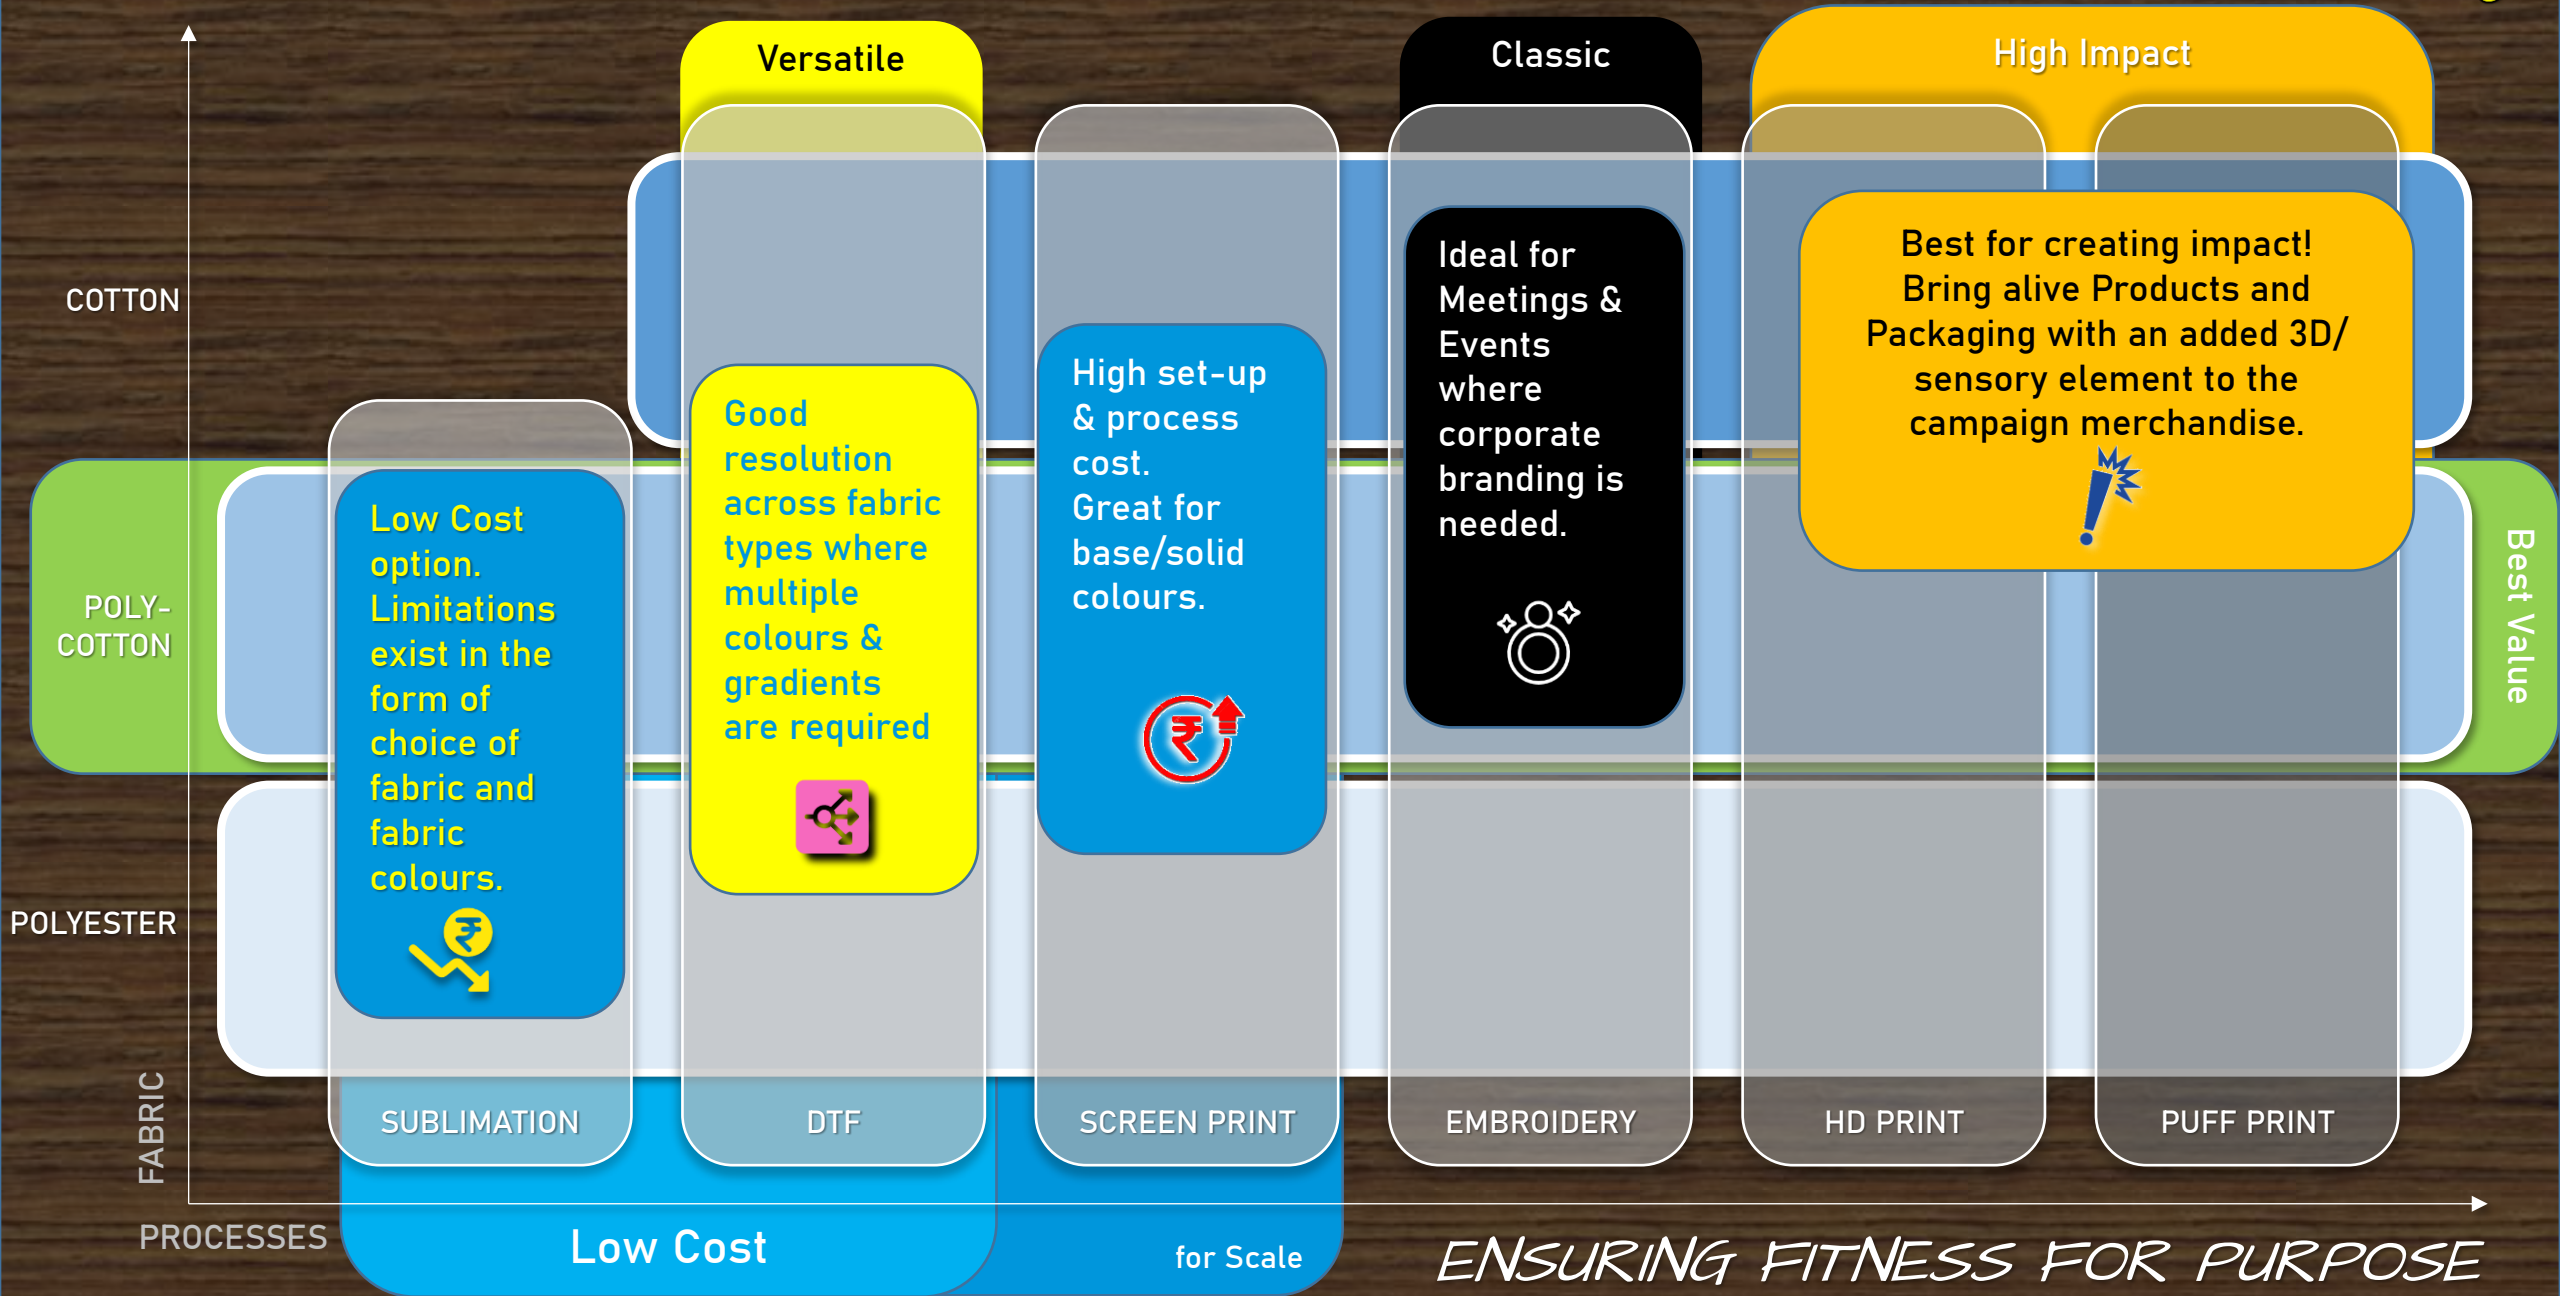 Versatile
Classic
High Impact
COTTON
POLY-
COTTON
POLYESTER
FABRIC
PROCESSES
Low Cost
option.
Limitations
exist in the
form of
choice of
fabric and
fabric
colours.
₹
Good
resolution
across fabric
types where
multiple
colours &
gradients
are required
High set-up
& process
cost.
Great for
base/solid
colours.
₹
Ideal for
Meetings &
Events
where
corporate
branding is
needed.
Best for creating impact!
Bring alive Products and
Packaging with an added 3D/
sensory element to the
campaign merchandise.
Best Value
SUBLIMATION
DTF
SCREEN PRINT
EMBROIDERY
HD PRINT
PUFF PRINT
Low Cost
for Scale
ENSURING FITNESS FOR PURPOSE